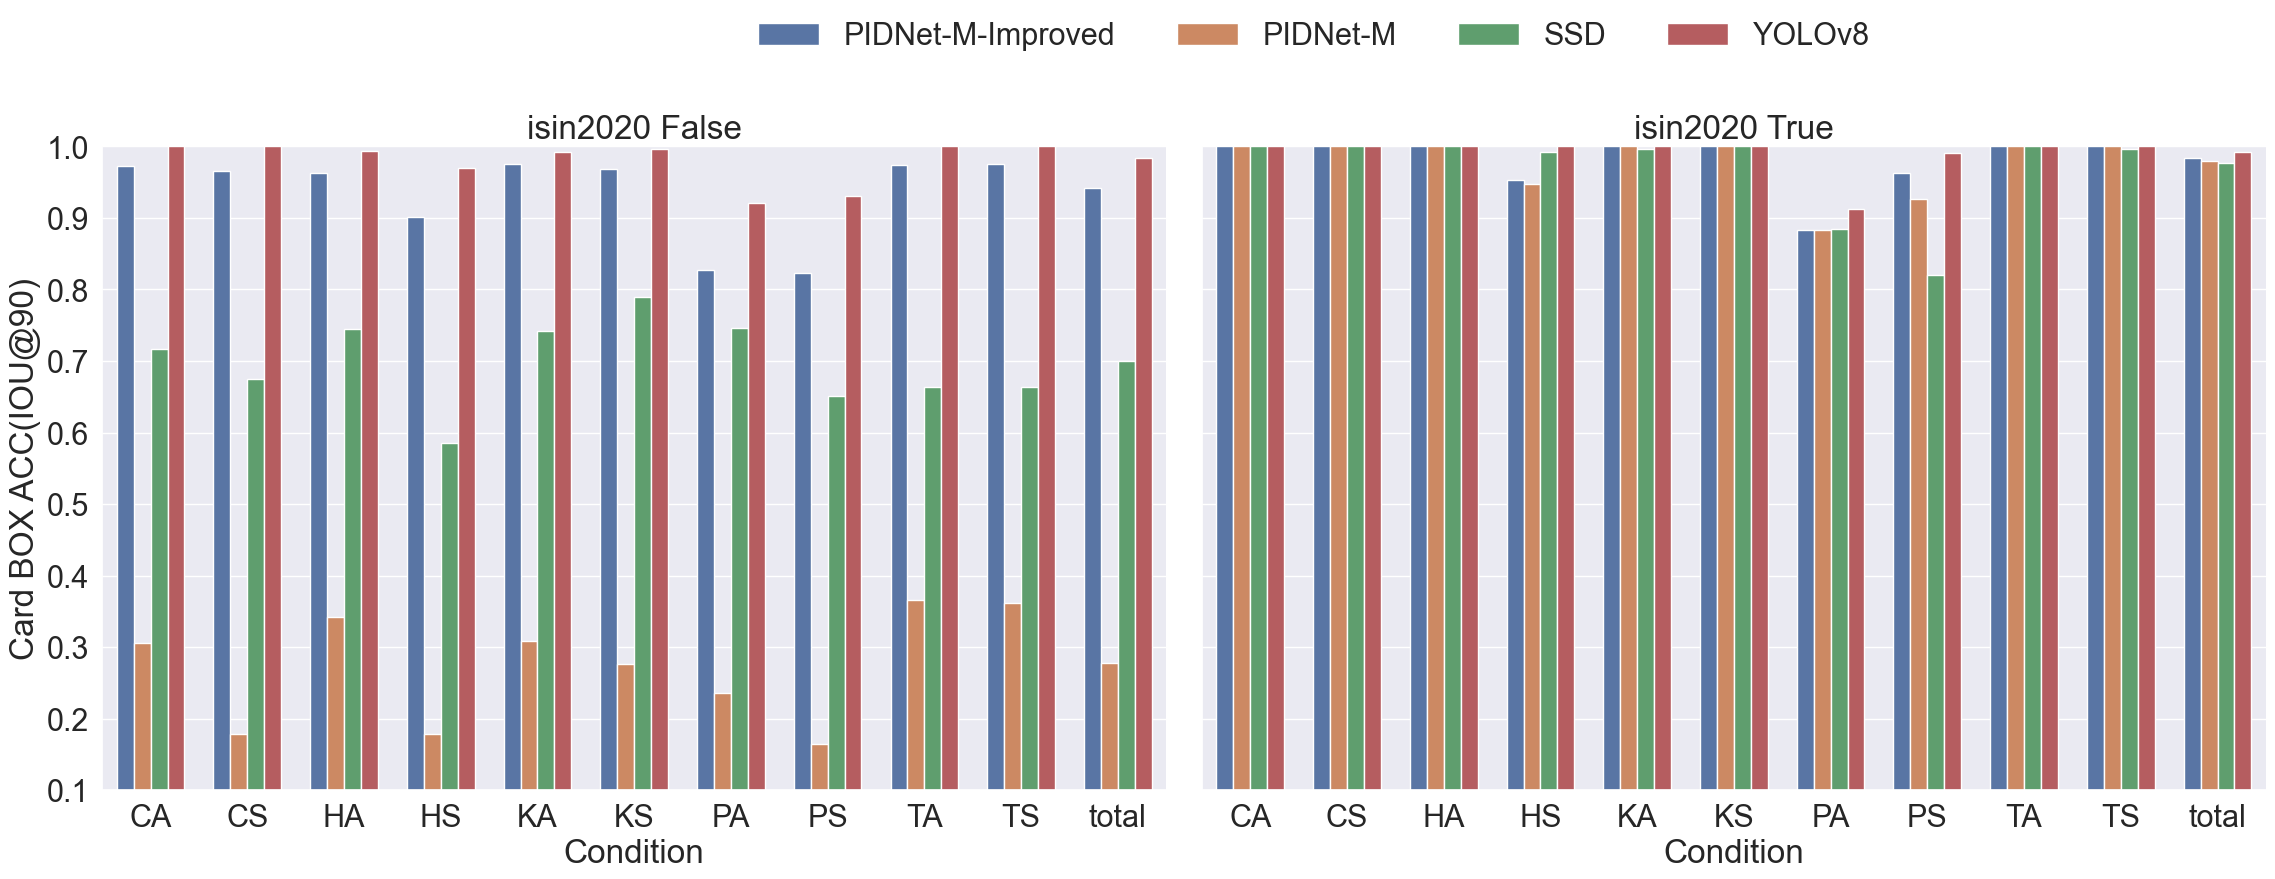 PIDNet-M-Improved PIDNet-M SSD YOLOv8
isin2020 False
isin2020 True
Card BOX ACC(IOU@90)
1.0
0.9
0.8
0.7
0.6
0.5
0.4
0.3
0.2
0.1
CA CS HA HS KA KS PA PS TA TS total
Condition
CA CS HA HS KA KS PA PS TA TS total
Condition